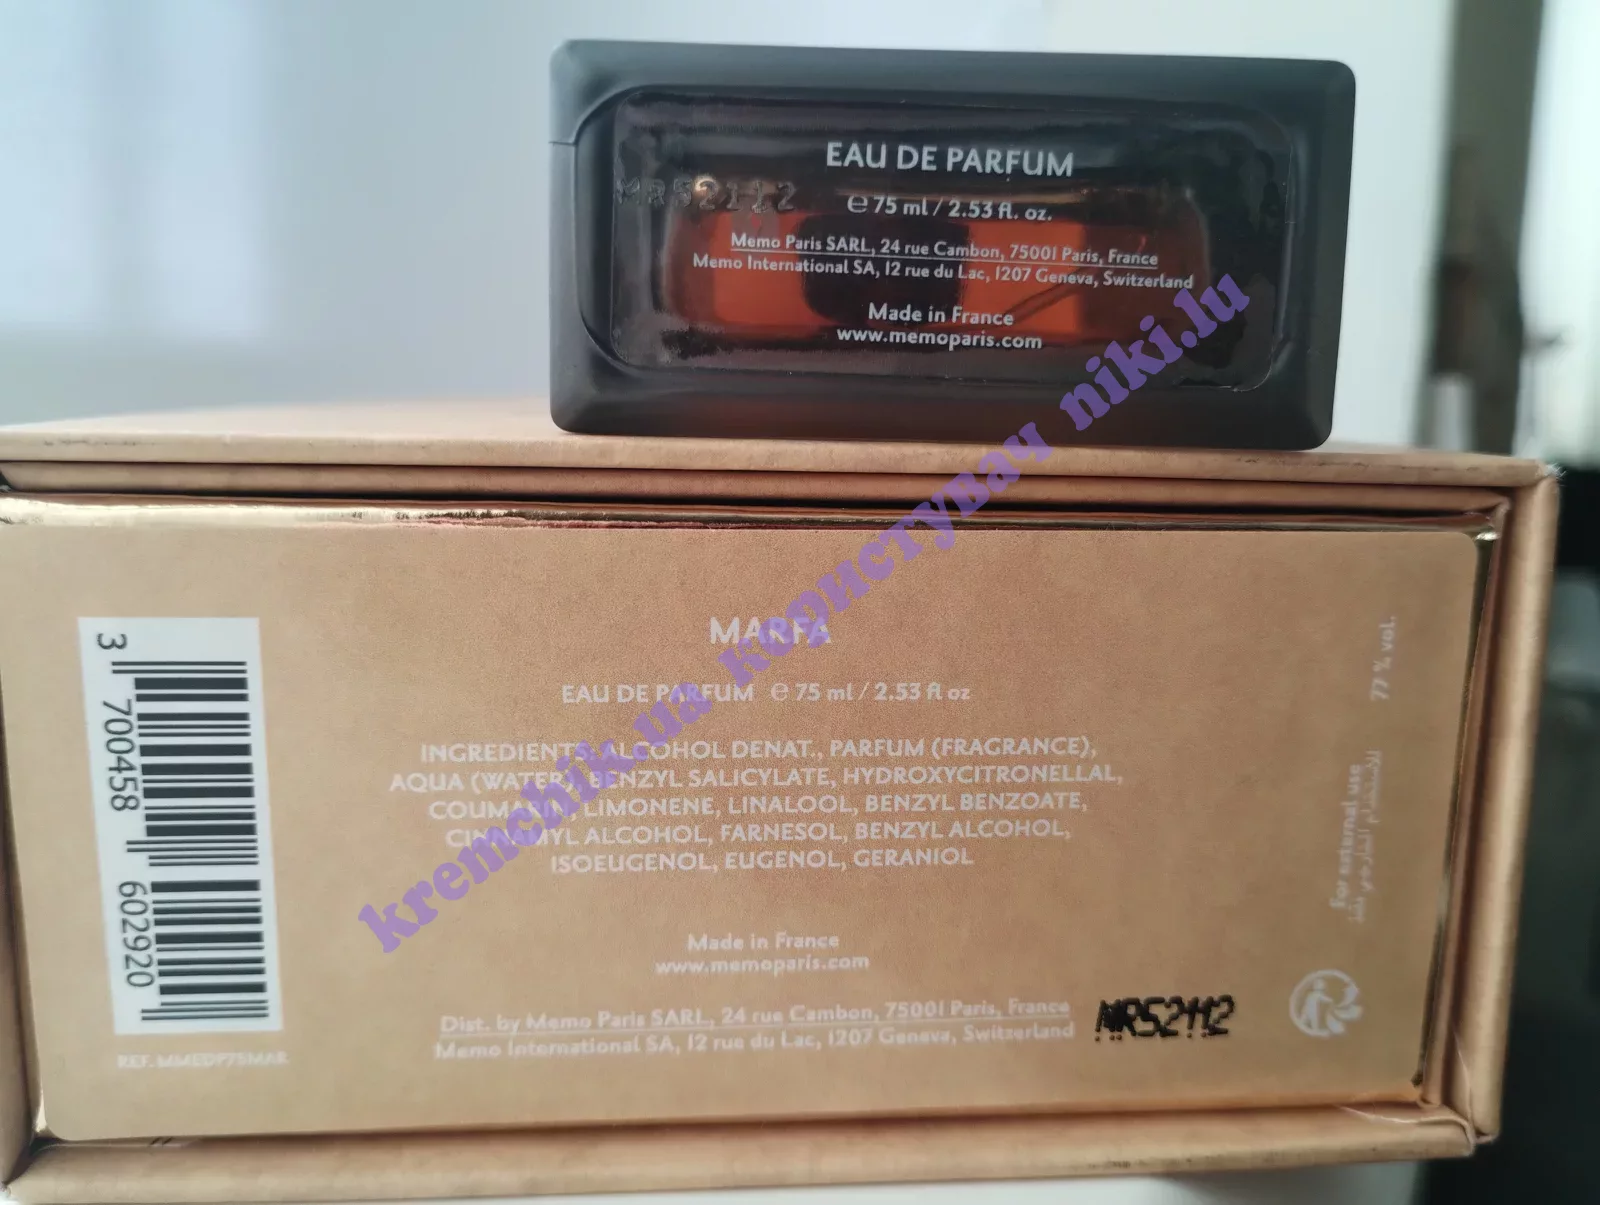 EAU DE PARFUM
MR52112
℮ 75 ml / 2.53 fl. oz.
Memo Paris SARL, 24 rue Cambon, 75001 Paris, France
Memo International SA, 12 rue du Lac, 1207 Geneva, Switzerland
Made in France
www.memoparis.com
kremchik.ua користувач niki.lu
MARFA
EAU DE PARFUM ℮ 75 ml / 2.53 fl oz
INGREDIENTS: ALCOHOL DENAT., PARFUM (FRAGRANCE),
AQUA (WATER), BENZYL SALICYLATE, HYDROXYCITRONELLAL,
COUMARIN, LIMONENE, LINALOOL, BENZYL BENZOATE,
CINNAMYL ALCOHOL, FARNESOL, BENZYL ALCOHOL,
ISOEUGENOL, EUGENOL, GERANIOL
Made in France
www.memoparis.com
Dist. by Memo Paris SARL, 24 rue Cambon, 75001 Paris, France
Memo International SA, 12 rue du Lac, 1207 Geneva, Switzerland
MR52112
3 700458 602920
REF. MMEDP75MAR
77 % vol.
For external use